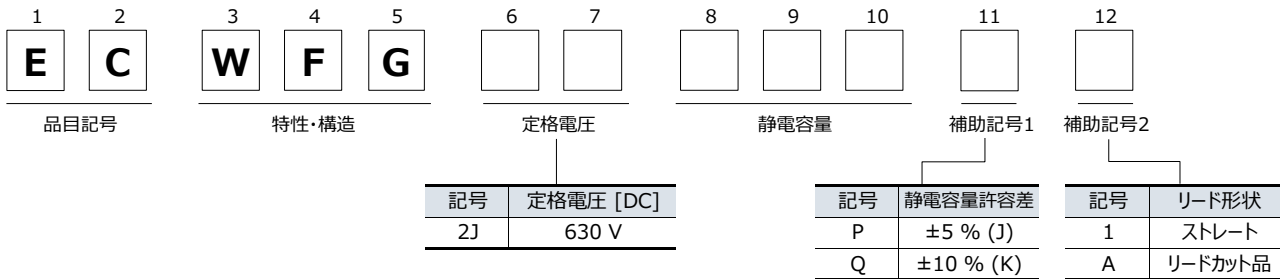 1 2 3 4 5 6 7 8 9 10 11 12
E C W F G
品目記号 特性・構造 定格電圧 静電容量 補助記号1 補助記号2
記号 定格電圧 [DC] 記号 静電容量許容差 記号 リード形状
2J 630 V P ±5 % (J) 1 ストレート
Q ±10 % (K) A リードカット品